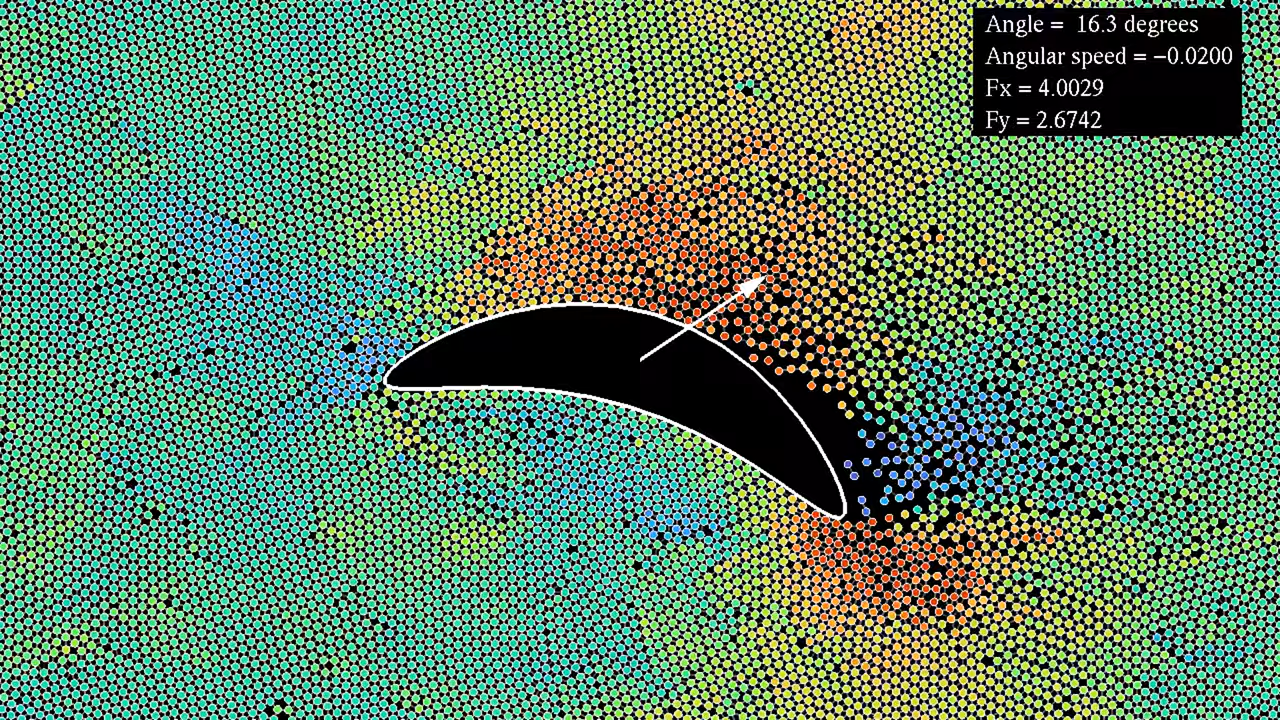 Angle = 16.3 degrees
Angular speed = −0.0200
Fx = 4.0029
Fy = 2.6742